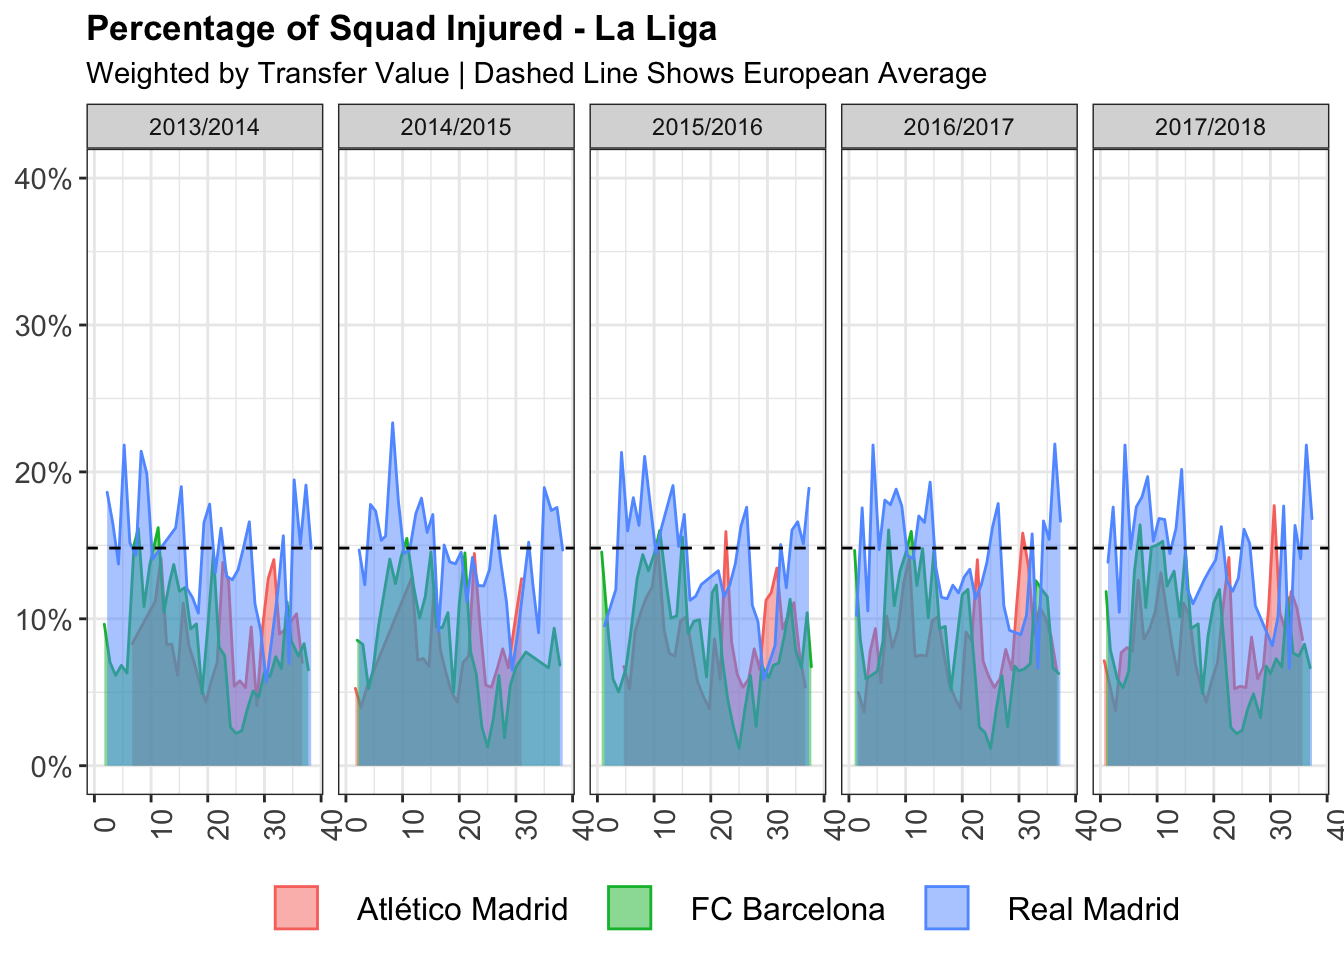 Percentage of Squad Injured - La Liga
Weighted by Transfer Value | Dashed Line Shows European Average
2013/2014 2014/2015 2015/2016 2016/2017 2017/2018
40%
30%
20%
10%
0%
0 10 20 30 40 0 10 20 30 40 0 10 20 30 40 0 10 20 30 40 0 10 20 30 40
Atlético Madrid FC Barcelona Real Madrid